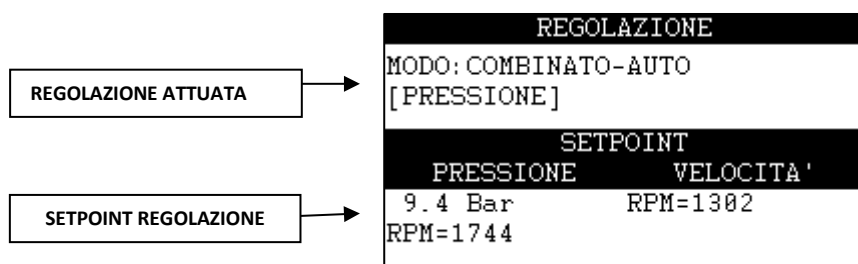 REGOLAZIONE
MODO:COMBINATO-AUTO
REGOLAZIONE ATTUATA
[PRESSIONE]
SETPOINT
PRESSIONE VELOCITA'
9.4 Bar RPM=1302
SETPOINT REGOLAZIONE
RPM=1744